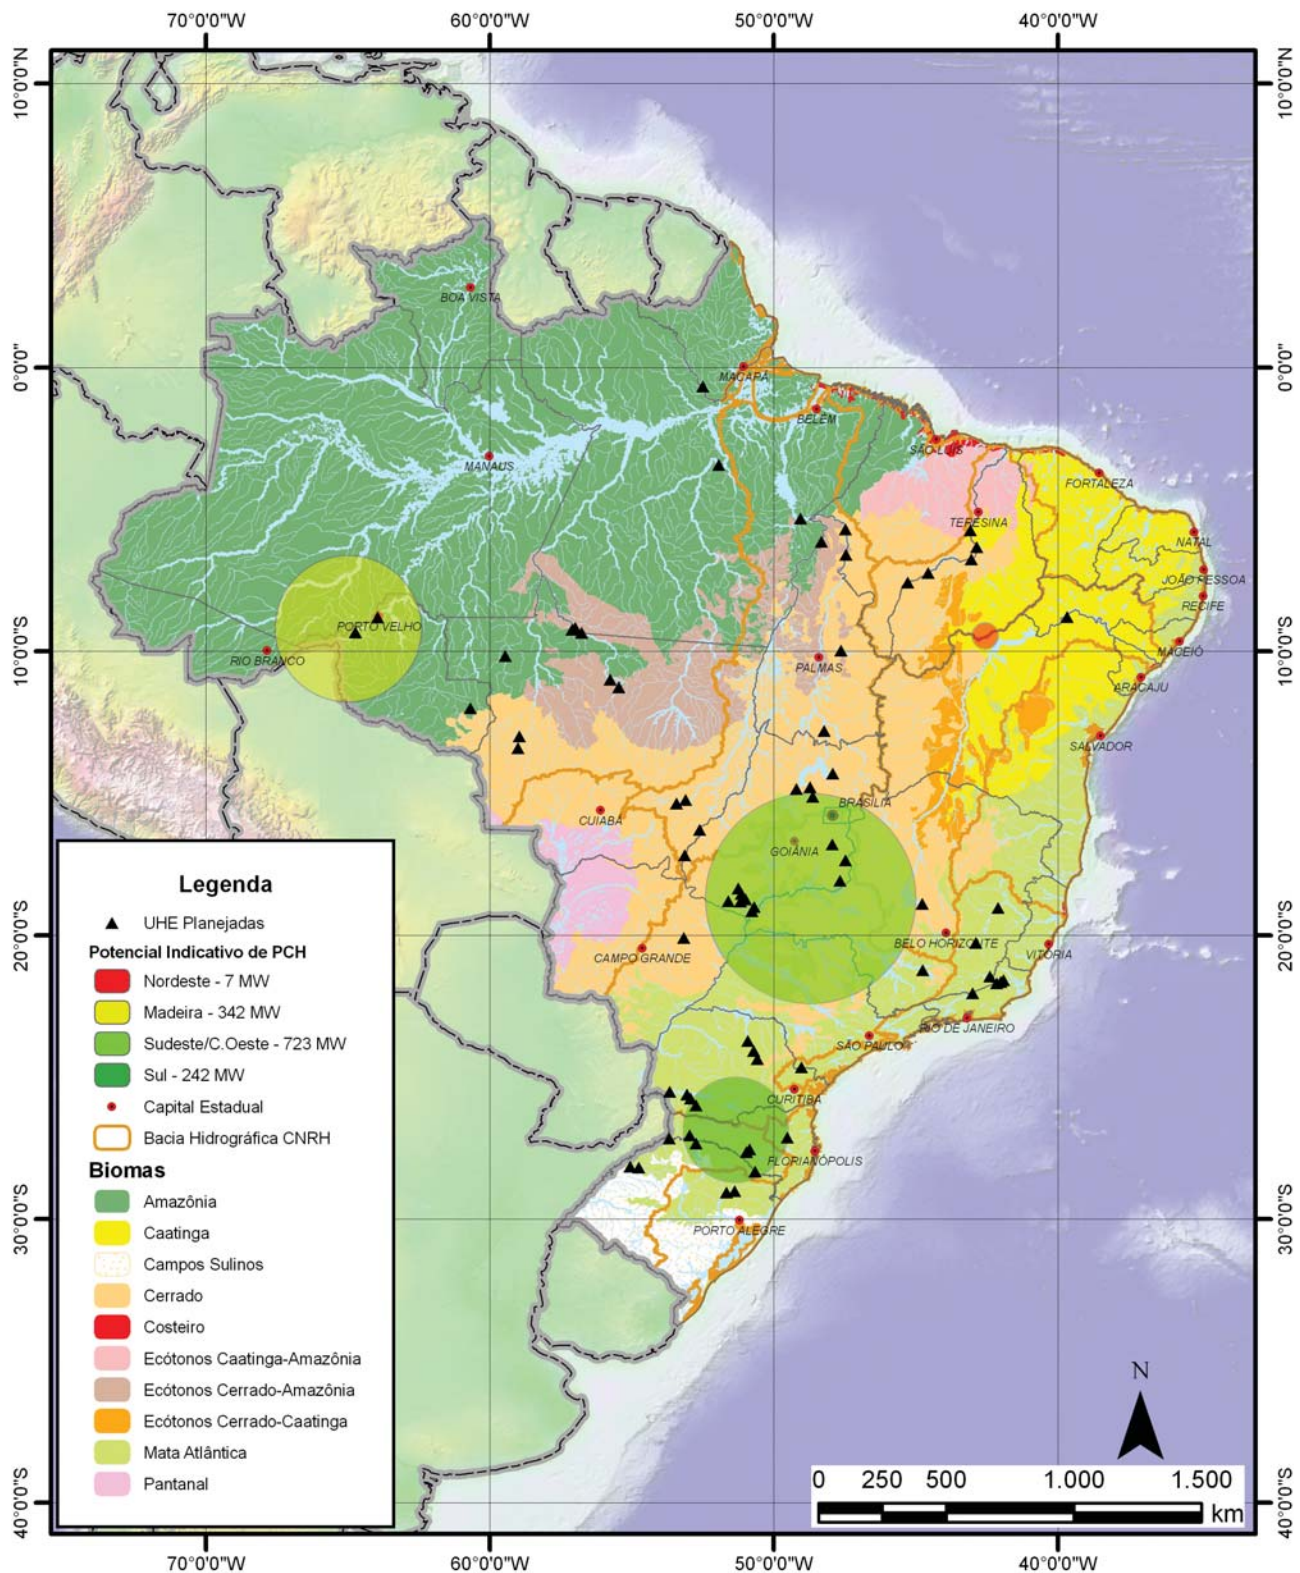 70°0'0"W 60°0'0"W 50°0'0"W 40°0'0"W
10°0'0"N 10°0'0"N
BOA VISTA
0°0'0" 0°0'0"
MACAPÁ
BELÉM
SÃO LUIS
MANAUS
FORTALEZA
TERESINA
NATAL
JOÃO PESSOA
RECIFE
PORTO VELHO
MACEIÓ
10°0'0"S 10°0'0"S
RIO BRANCO
PALMAS
ARACAJU
SALVADOR
BRASÍLIA
CUIABÁ
GOIÂNIA
20°0'0"S 20°0'0"S
BELO HORIZONTE
VITÓRIA
CAMPO GRANDE
RIO DE JANEIRO
SÃO PAULO
CURITIBA
FLORIANÓPOLIS
30°0'0"S 30°0'0"S
PORTO ALEGRE
Legenda
UHE Planejadas
Potencial Indicativo de PCH
Nordeste - 7 MW
Madeira - 342 MW
Sudeste/C.Oeste - 723 MW
Sul - 242 MW
Capital Estadual
Bacia Hidrográfica CNRH
Biomas
Amazônia
Caatinga
Campos Sulinos
Cerrado
Costeiro
Ecótonos Caatinga-Amazônia
Ecótonos Cerrado-Amazônia
Ecótonos Cerrado-Caatinga
Mata Atlântica
Pantanal
N
0 250 500 1.000 1.500
km
40°0'0"S 40°0'0"S
70°0'0"W 60°0'0"W 50°0'0"W 40°0'0"W